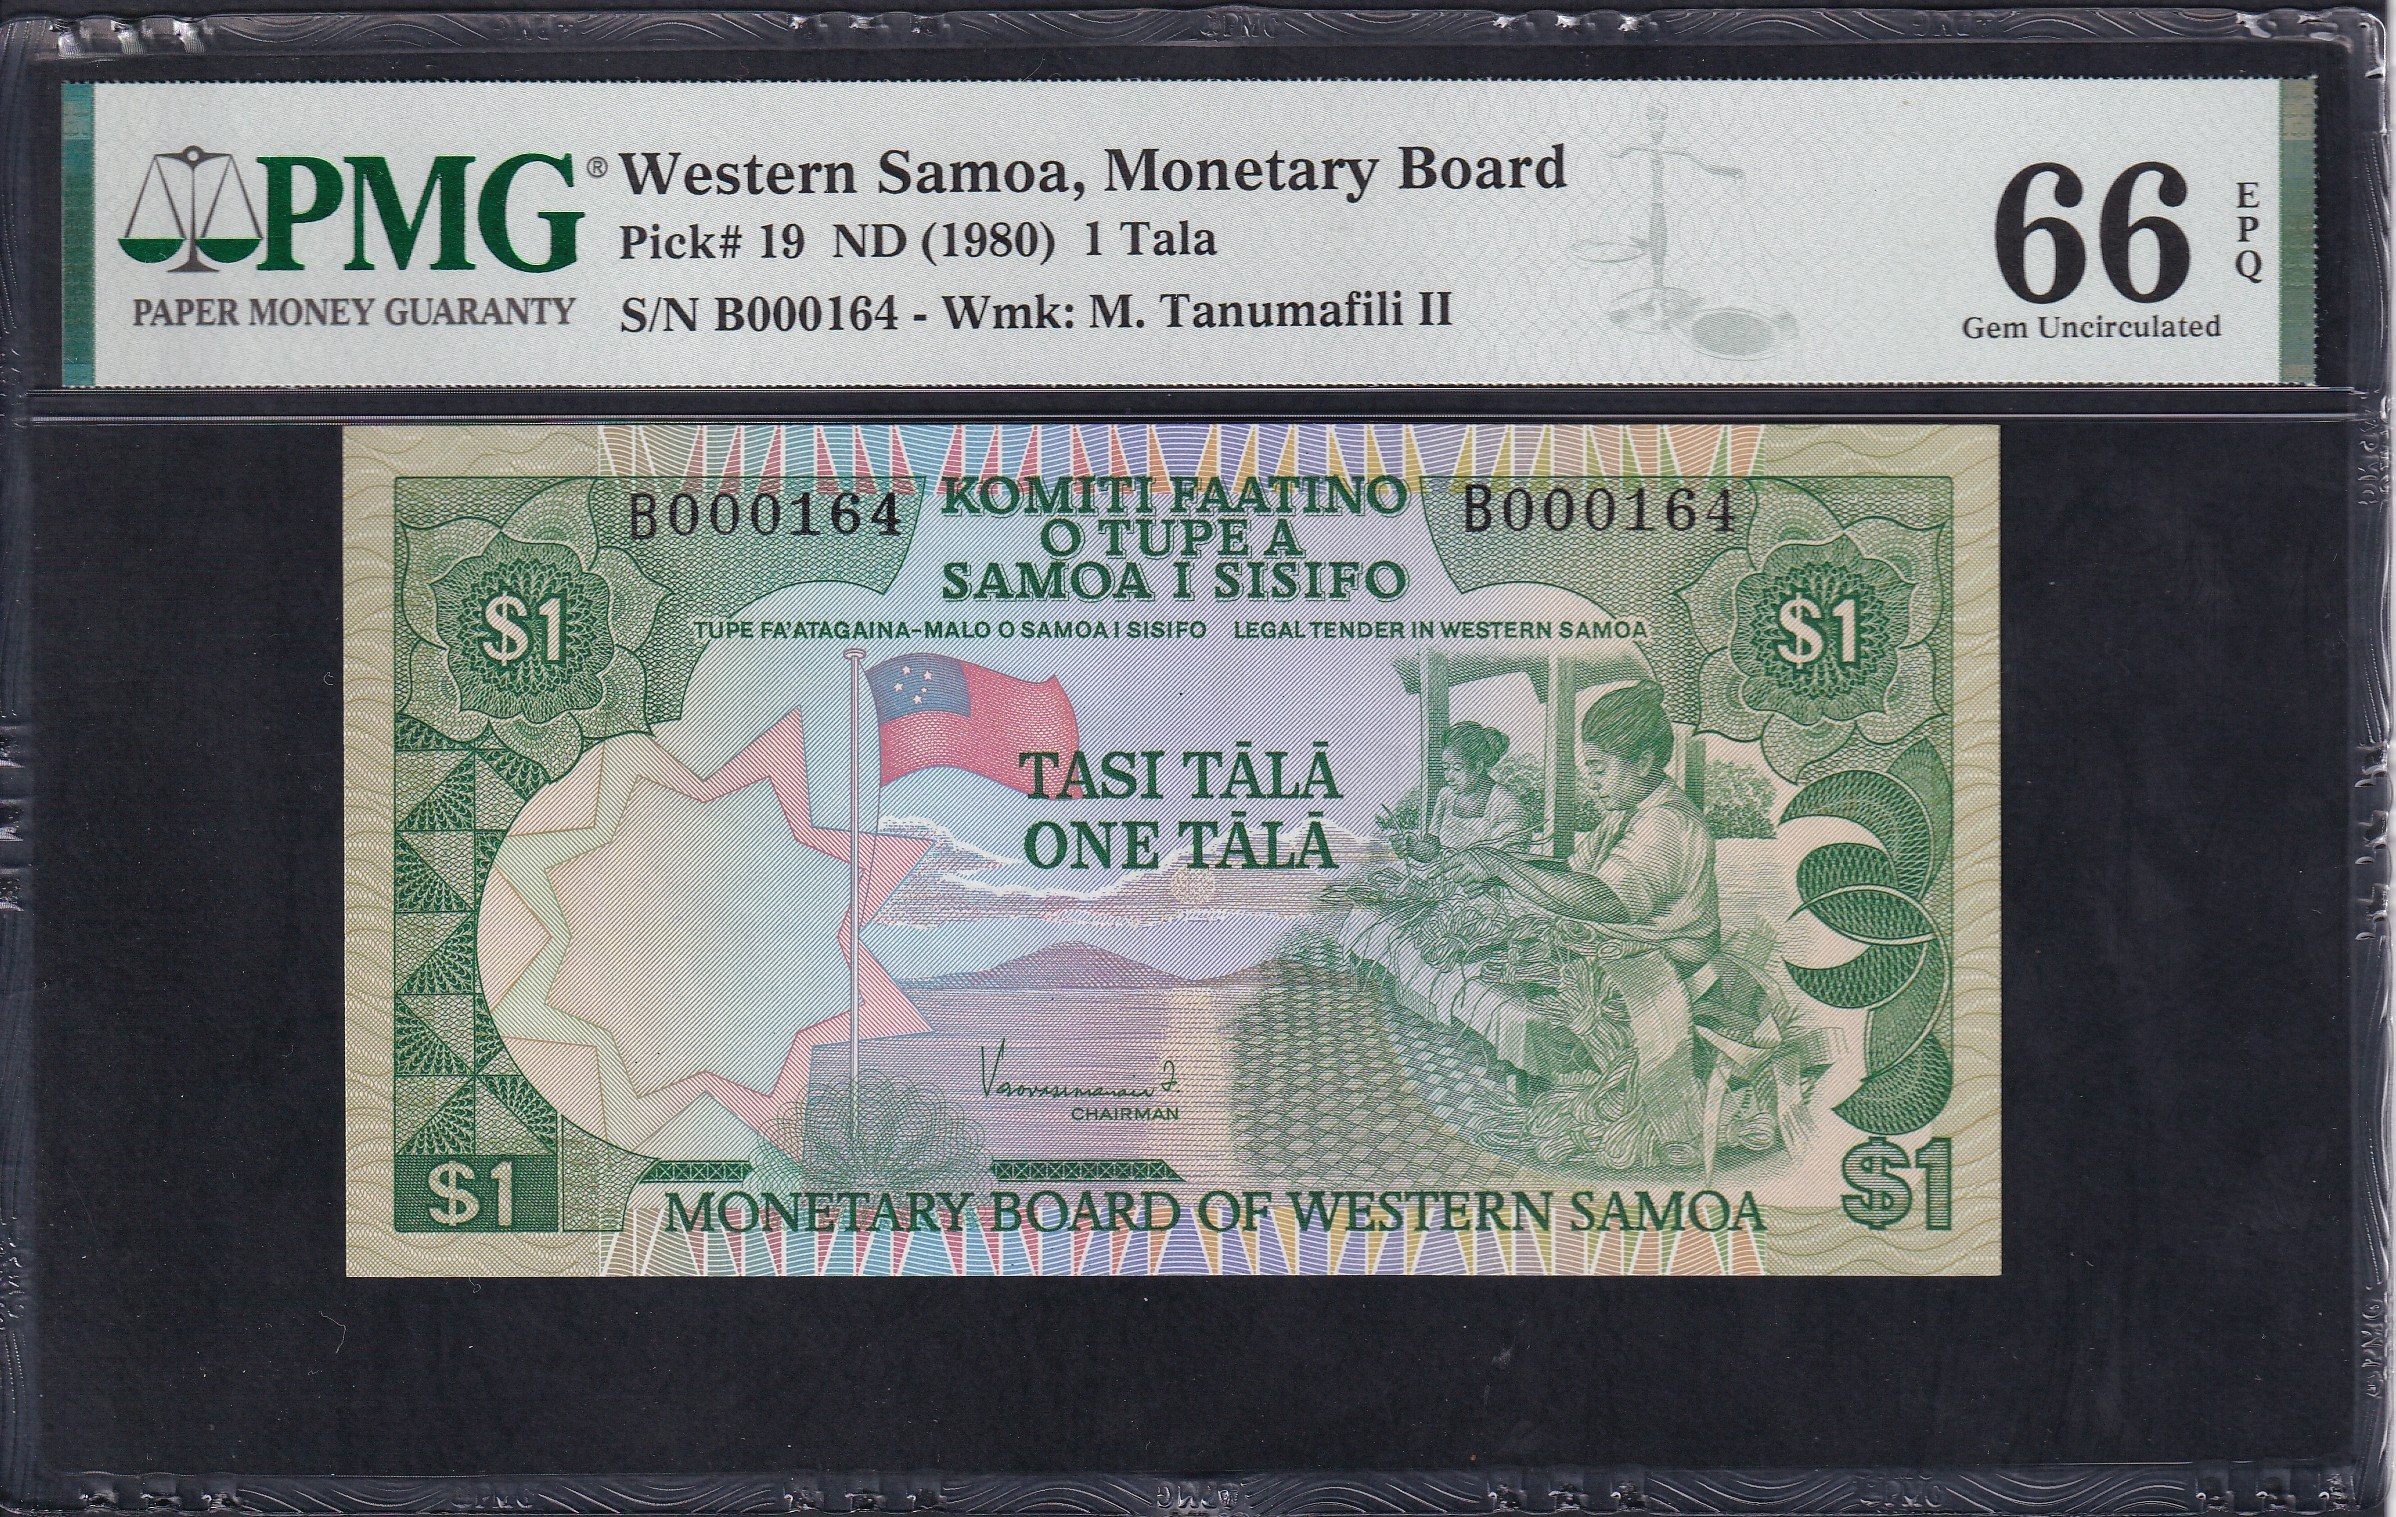 PMG®
PAPER MONEY GUARANTY
Western Samoa, Monetary Board
Pick# 19 ND (1980) 1 Tala
S/N B000164 - Wmk: M. Tanumafili II
66
EPQ
Gem Uncirculated
B000164
KOMITI FAATINO
O TUPE A
SAMOA I SISIFO
B000164
$1
$1
TUPE FA'ATAGAINA-MALO O SAMOA I SISIFO LEGAL TENDER IN WESTERN SAMOA
TASI TĀLĀ
ONE TĀLĀ
CHAIRMAN
$1
MONETARY BOARD OF WESTERN SAMOA
$1